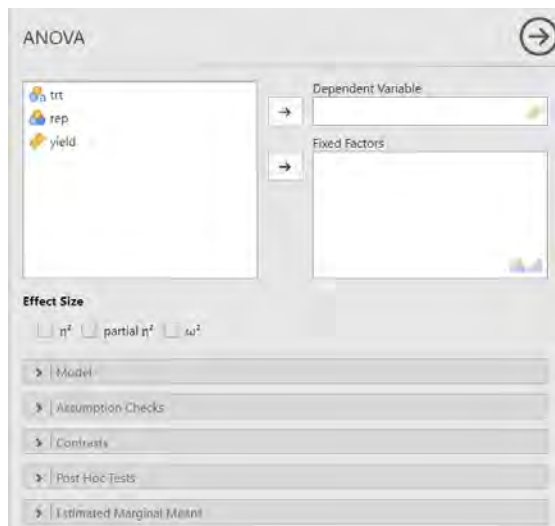 ANOVA
trt
rep
yield
Dependent Variable
Fixed Factors
Effect Size
η² partial η² ω²
Model
Assumption Checks
Contrasts
Post Hoc Tests
Estimated Marginal Means